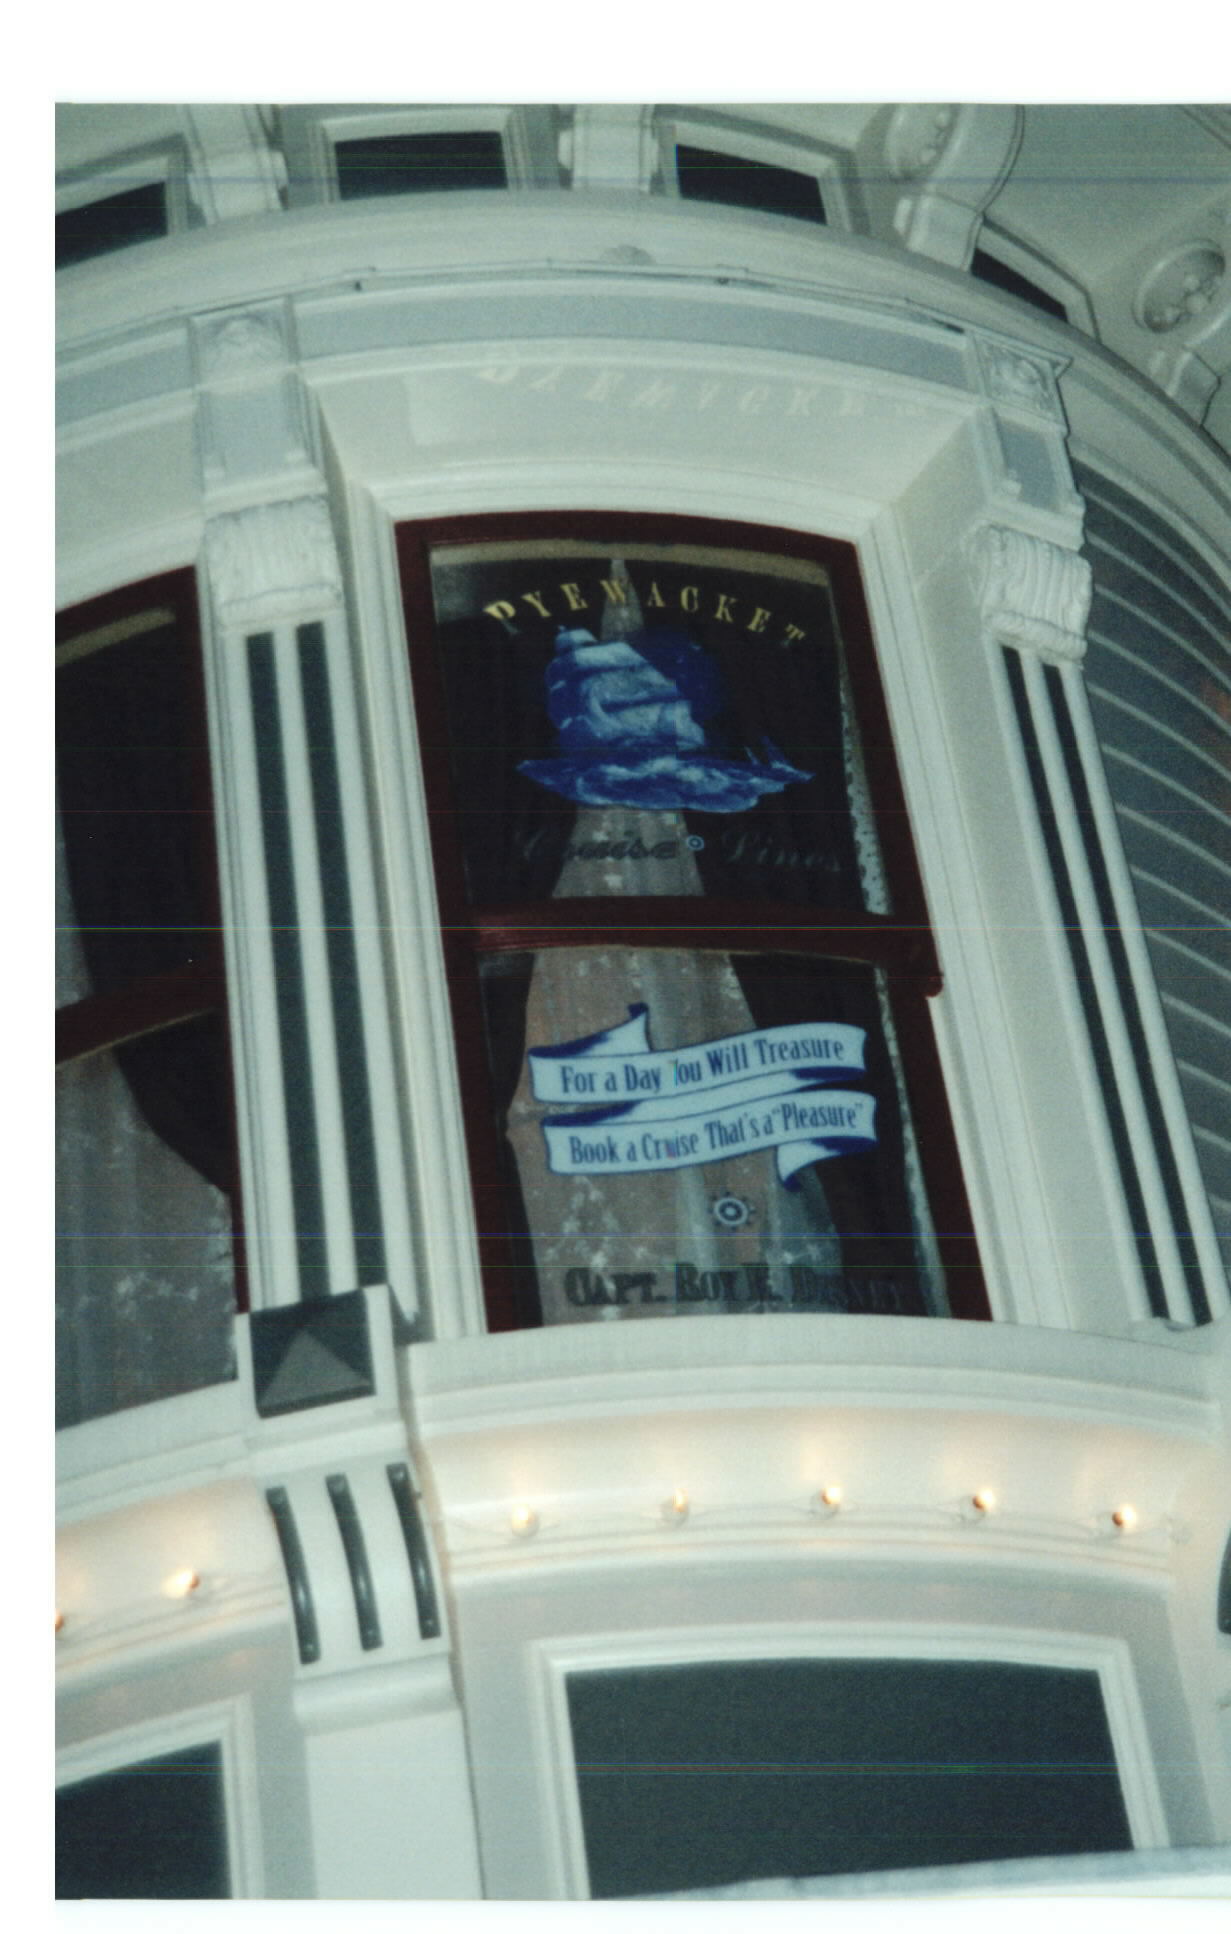 PYEWACKET
Cruise Lines
For a Day You Will Treasure
Book a Cruise That's a "Pleasure"
CAPT. ROY E. DISNEY